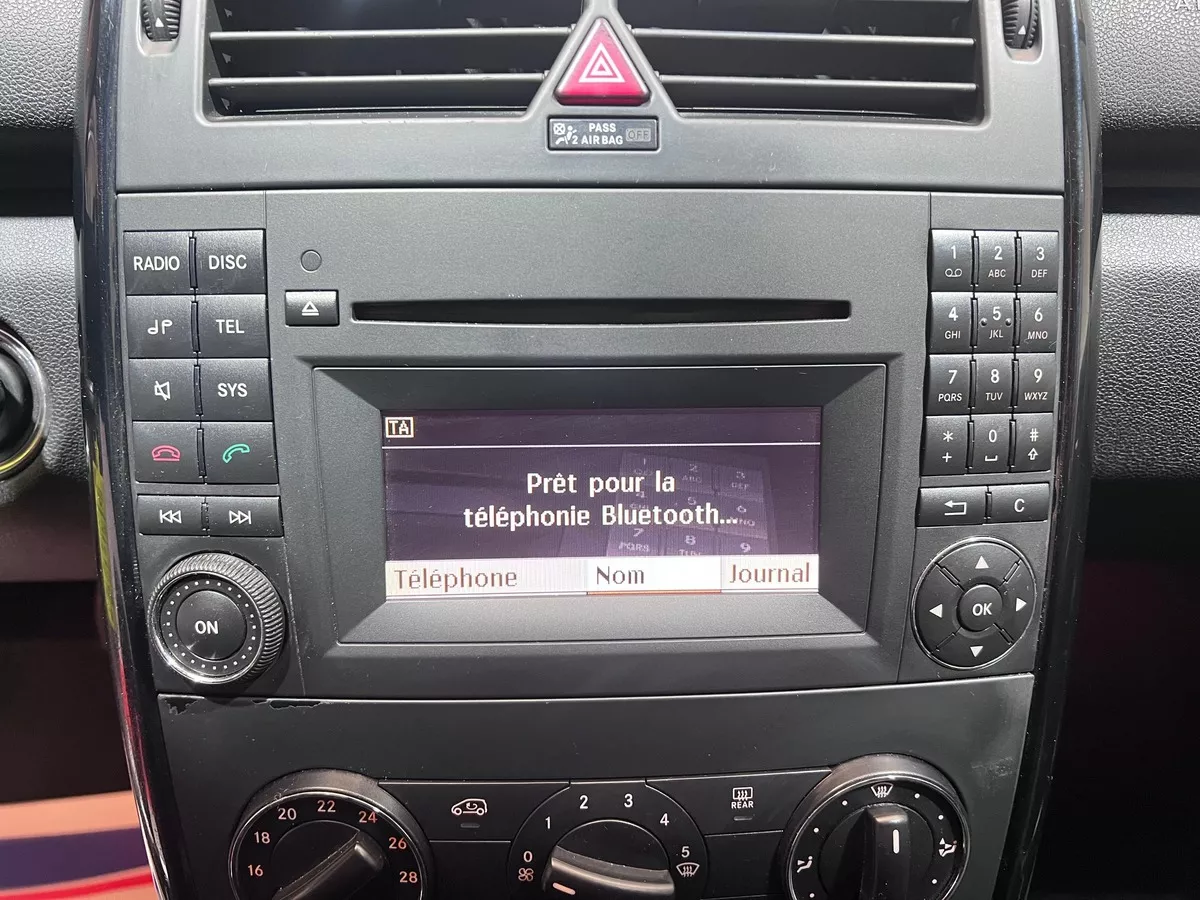 PASS
2 AIRBAG OFF
RADIO
DISC
TEL
SYS
ON
TA
Prêt pour la
téléphonie Bluetooth...
Téléphone
Nom
Journal
1
2
ABC
3
DEF
4
GHI
5
JKL
6
MNO
7
PQRS
8
TUV
9
WXYZ
*
+
0
#
C
OK
16
18
20
22
24
26
28
0
1
2
3
4
5
REAR